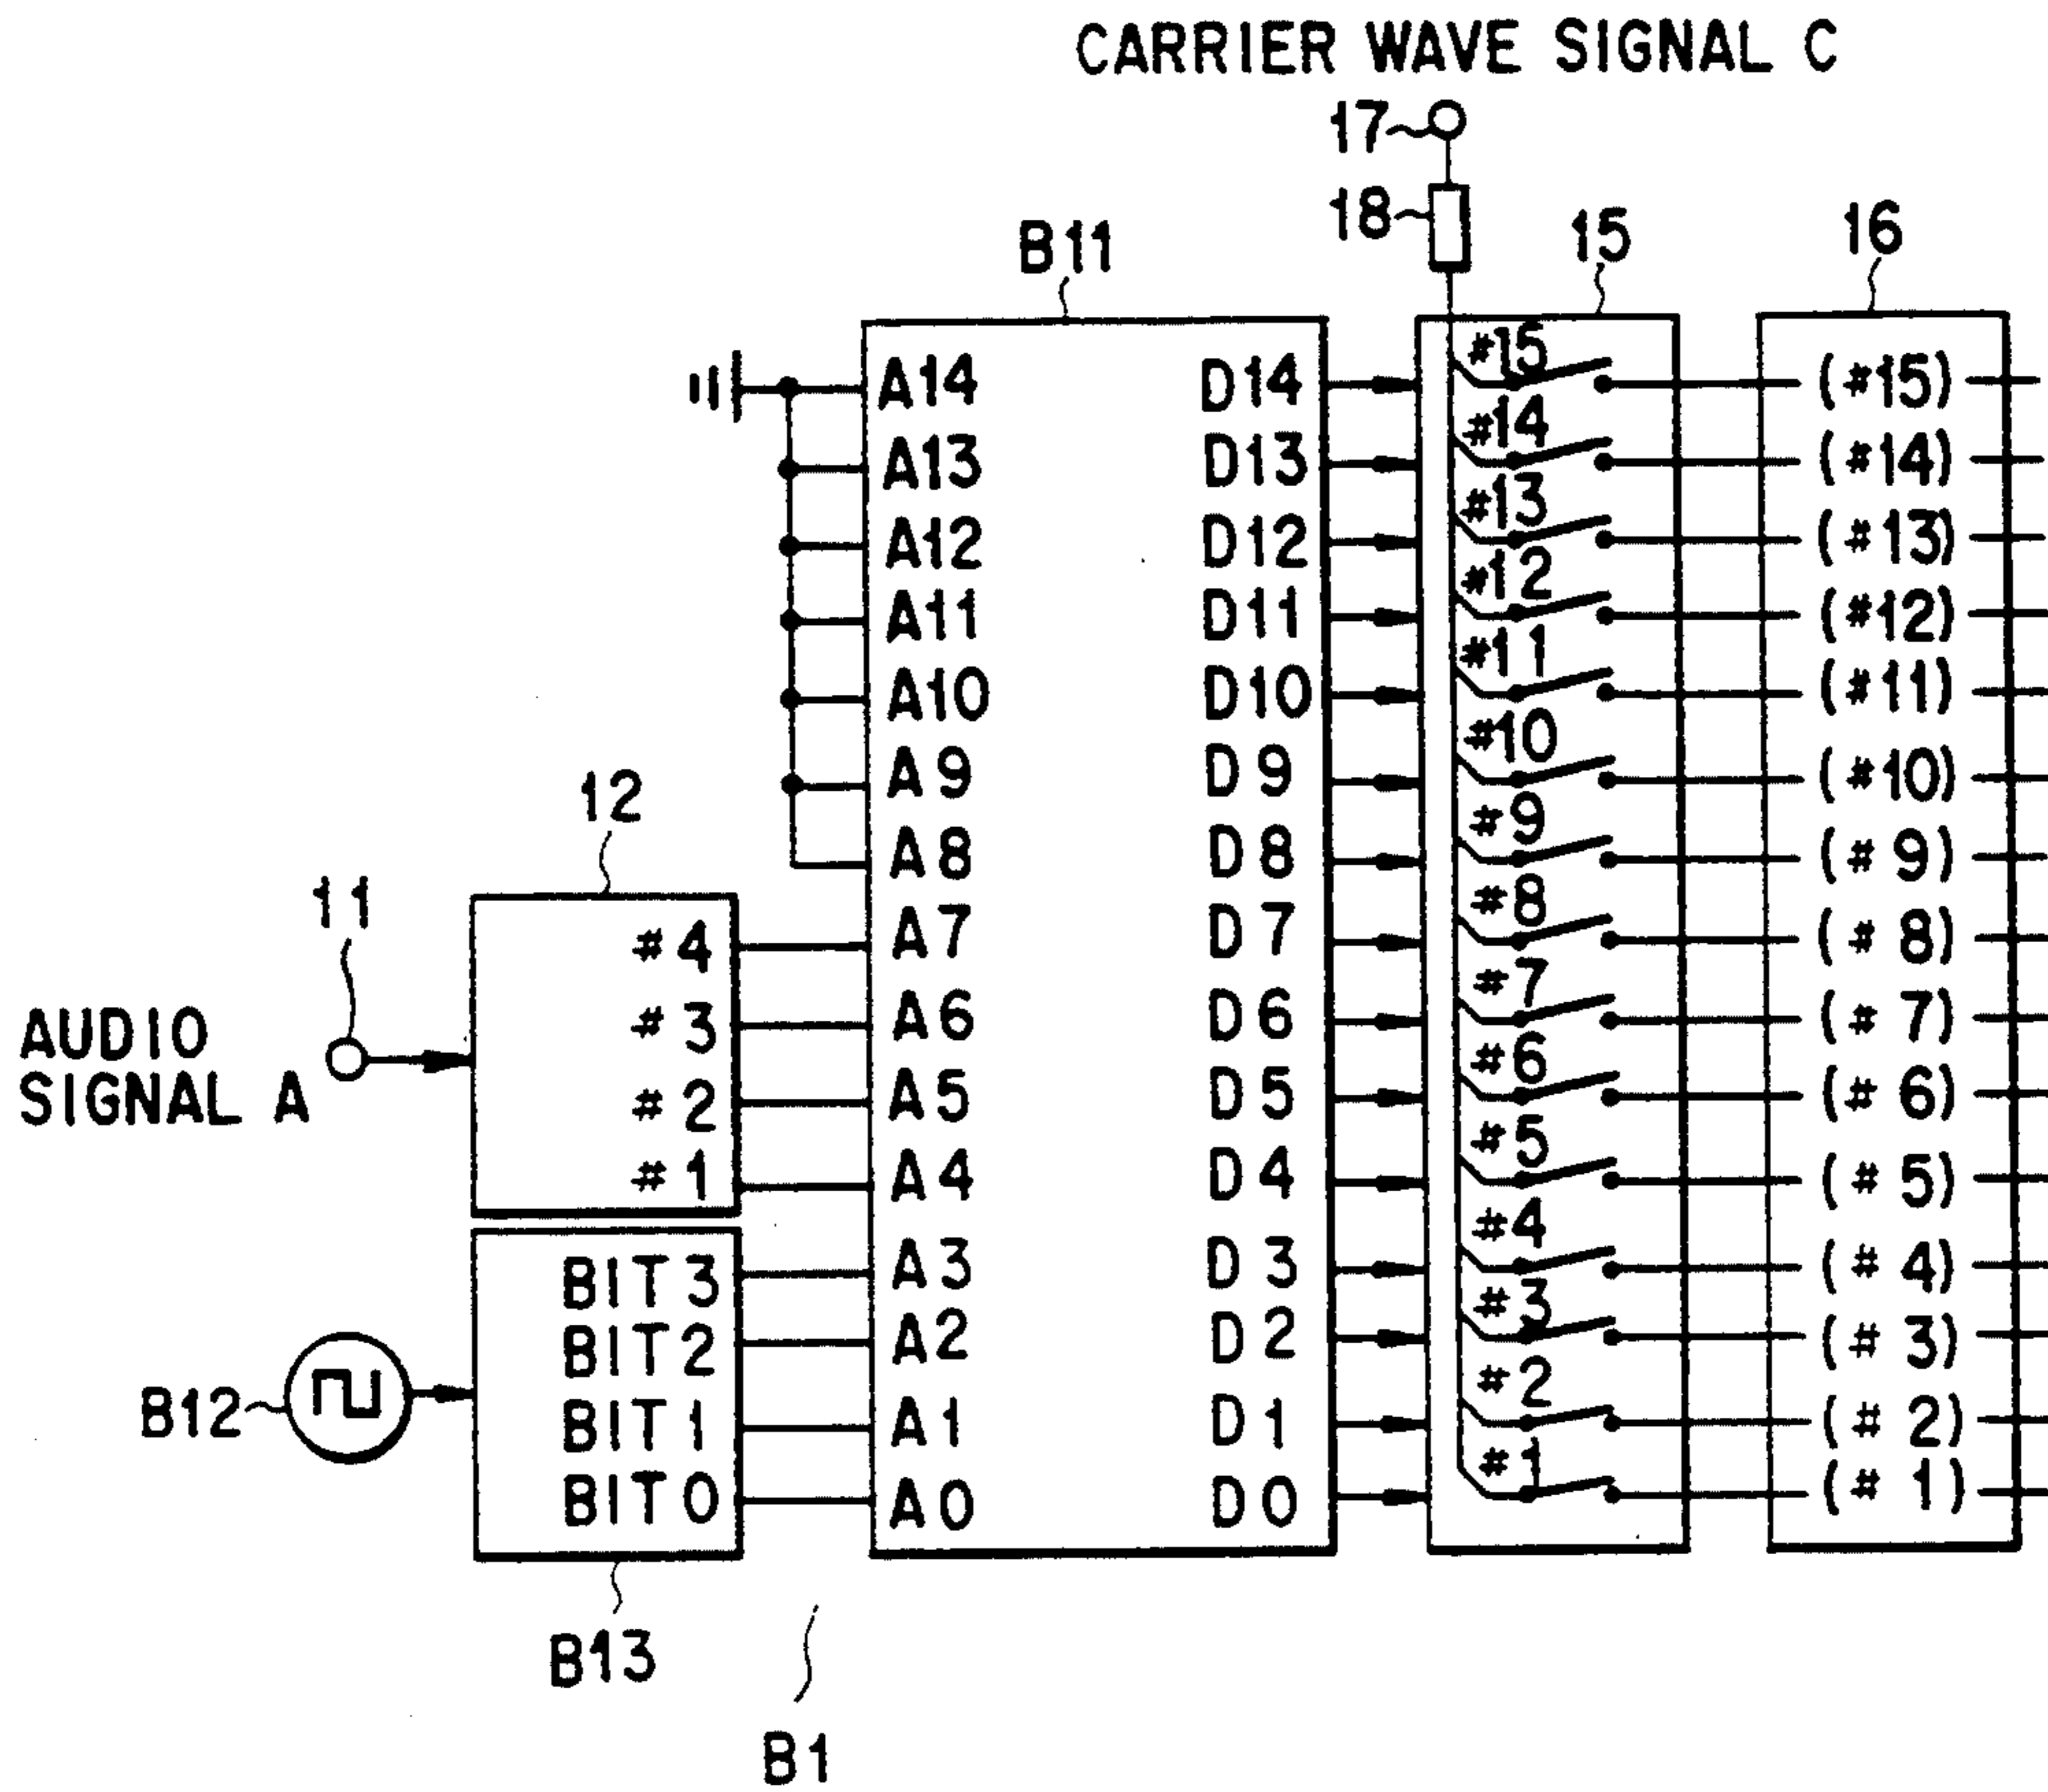 CARRIER WAVE SIGNAL C
17
18
B11
15
16
A14
D14
#15
(#15)
A13
D13
#14
(#14)
A12
D12
#13
(#13)
A11
D11
#12
(#12)
A10
D10
#11
(#11)
A9
D9
#10
(#10)
12
A8
D8
#9
(# 9)
11
#4
A7
D7
#8
(# 8)
AUDIO
SIGNAL A
#3
A6
D6
#7
(# 7)
#2
A5
D5
#6
(# 6)
#1
A4
D4
#5
(# 5)
BIT3
A3
D3
#4
(# 4)
BIT2
A2
D2
#3
(# 3)
B12
BIT1
A1
D1
#2
(# 2)
BIT0
A0
D0
#1
(# 1)
B13
B1